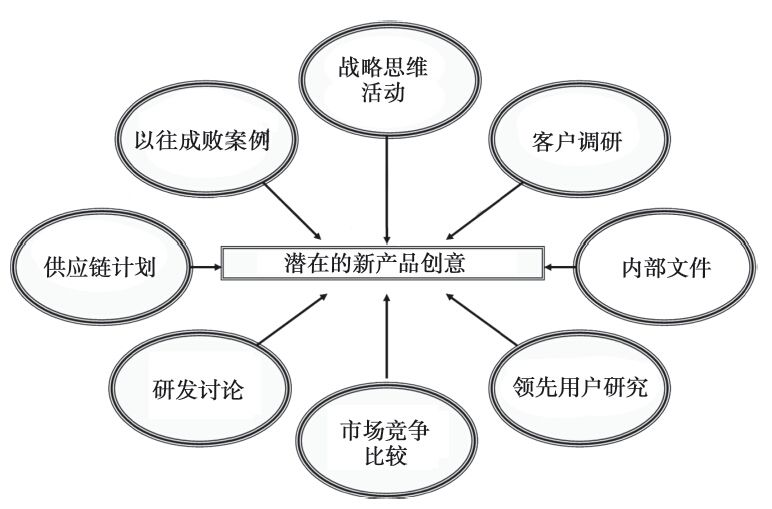 战略思维
活动
以往成败案例
客户调研
供应链计划
潜在的新产品创意
内部文件
研发讨论
领先用户研究
市场竞争
比较